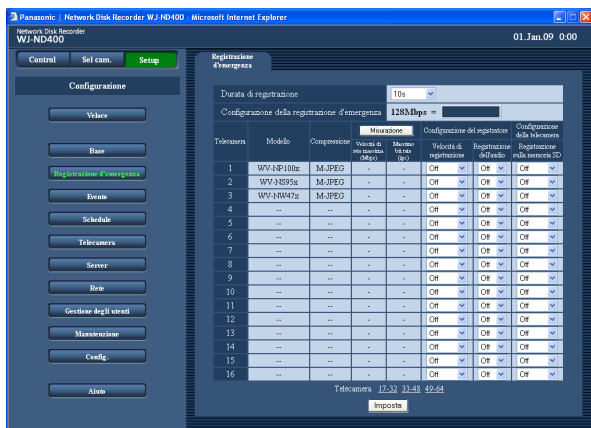 Panasonic | Network Disk Recorder WJ-ND400 - Microsoft Internet Explorer
Network Disk Recorder
WJ-ND400
01.Jan.09 0:00
Control Sel cam. Setup
Configurazione
Veloce
Base
Registrazione d'emergenza
Evento
Schedule
Telecamera
Server
Rete
Gestione degli utenti
Manutenzione
Config.
Aiuto
Registrazione
d'emergenza
Durata di registrazione 10s
Configurazione della registrazione d'emergenza 128Mbps =
Telecamera Modello Compressione
Misurazione
Velocità di
rete massima
(Mbps)
Massimo
bit rate
(ips)
Configurazione del registratore
Velocità di
registrazione
Registrazione
dell'audio
Configurazione
della telecamera
Registrazione
sulla memoria SD
1 WV-NP100x M-JPEG - - Off Off Off
2 WV-NS95x M-JPEG - - Off Off Off
3 WV-NW47x M-JPEG - - Off Off Off
4 -- -- - - Off Off Off
5 -- -- - - Off Off Off
6 -- -- - - Off Off Off
7 -- -- - - Off Off Off
8 -- -- - - Off Off Off
9 -- -- - - Off Off Off
10 -- -- - - Off Off Off
11 -- -- - - Off Off Off
12 -- -- - - Off Off Off
13 -- -- - - Off Off Off
14 -- -- - - Off Off Off
15 -- -- - - Off Off Off
16 -- -- - - Off Off Off
Telecamera 17-32 33-48 49-64
Imposta